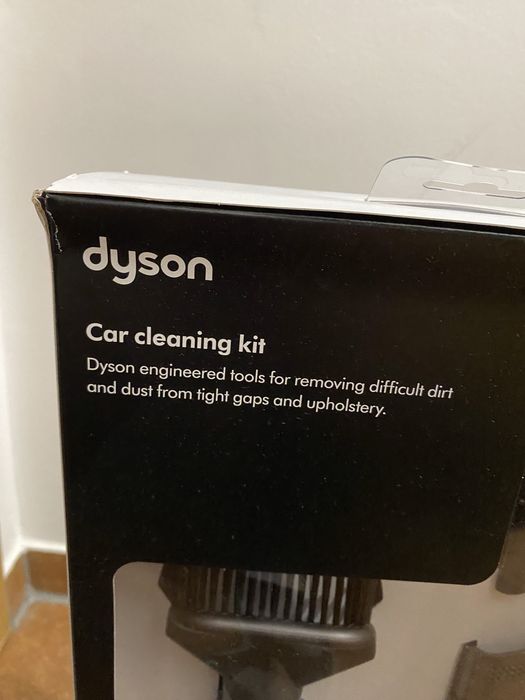 dyson
Car cleaning kit
Dyson engineered tools for removing difficult dirt
and dust from tight gaps and upholstery.